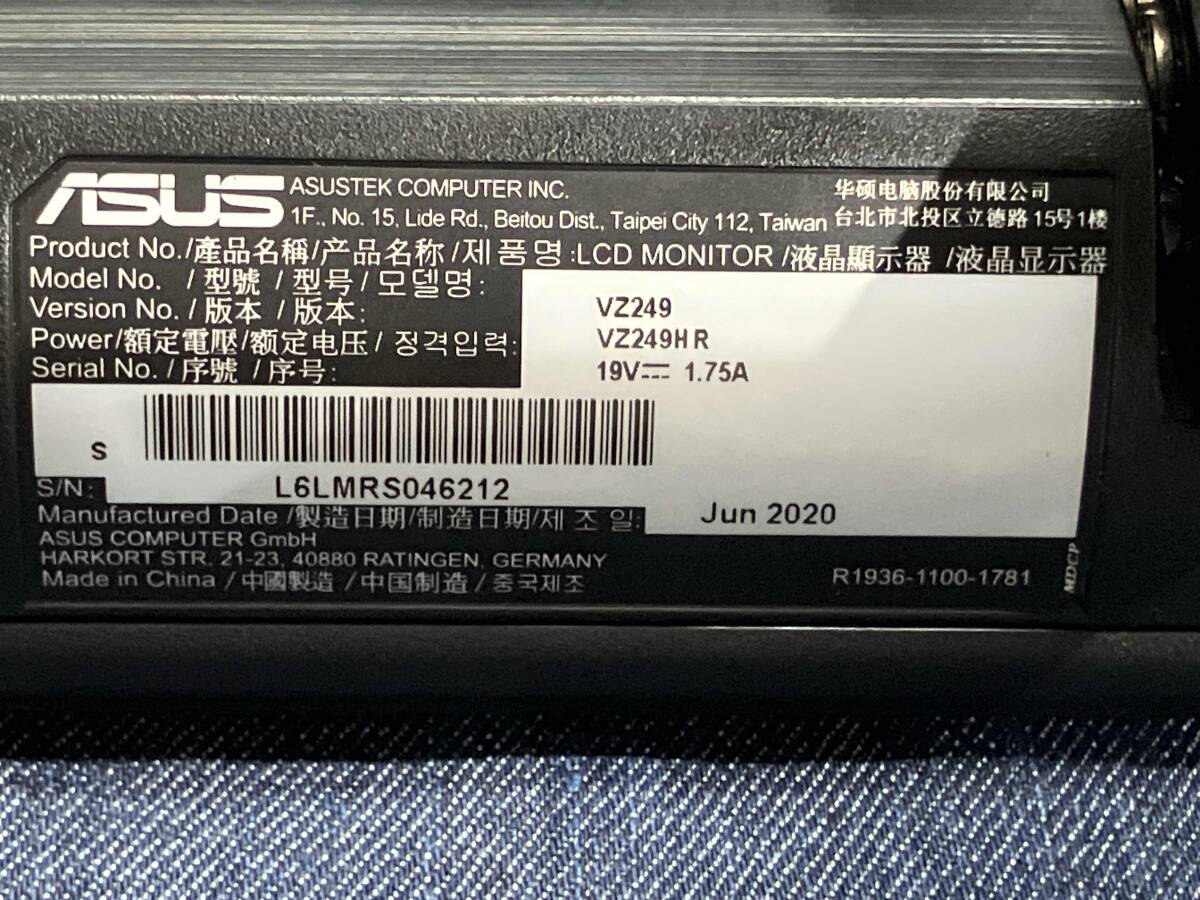 ASUS
ASUSTEK COMPUTER INC.
1F., No. 15, Lide Rd., Beitou Dist., Taipei City 112, Taiwan
华硕电脑股份有限公司
台北市北投区立德路15号1楼
Product No./產品名稱/产品名称/제품명:LCD MONITOR /液晶顯示器 /液晶显示器
Model No. / 型號 / 型号 / 모델명: VZ249
Version No. / 版本 / 版本: VZ249HR
Power/額定電壓/额定电压/ 정격입력: 19V⎓ 1.75A
Serial No. / 序號 / 序号:
S
S/N: L6LMRS046212
Manufactured Date /製造日期/制造日期/제 조 일: Jun 2020
ASUS COMPUTER GmbH
HARKORT STR. 21-23, 40880 RATINGEN, GERMANY
Made in China / 中國製造 / 中国制造 / 중국제조
R1936-1100-1781
MDCP